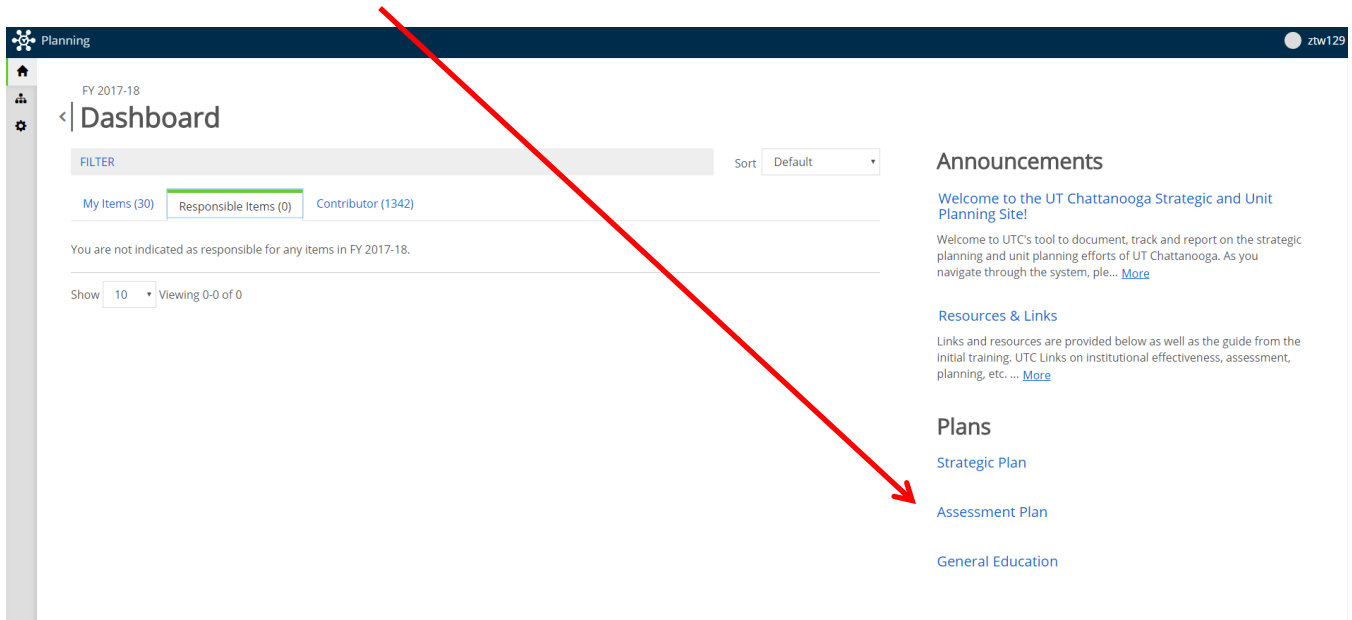 Planning
ztw129
FY 2017-18
Dashboard
FILTER
Sort Default
My Items (30) Responsible Items (0) Contributor (1342)
You are not indicated as responsible for any items in FY 2017-18.
Show 10 Viewing 0-0 of 0
Announcements
Welcome to the UT Chattanooga Strategic and Unit
Planning Site!
Welcome to UTC's tool to document, track and report on the strategic
planning and unit planning efforts of UT Chattanooga. As you
navigate through the system, ple... More
Resources & Links
Links and resources are provided below as well as the guide from the
initial training. UTC Links on institutional effectiveness, assessment,
planning, etc. ... More
Plans
Strategic Plan
Assessment Plan
General Education